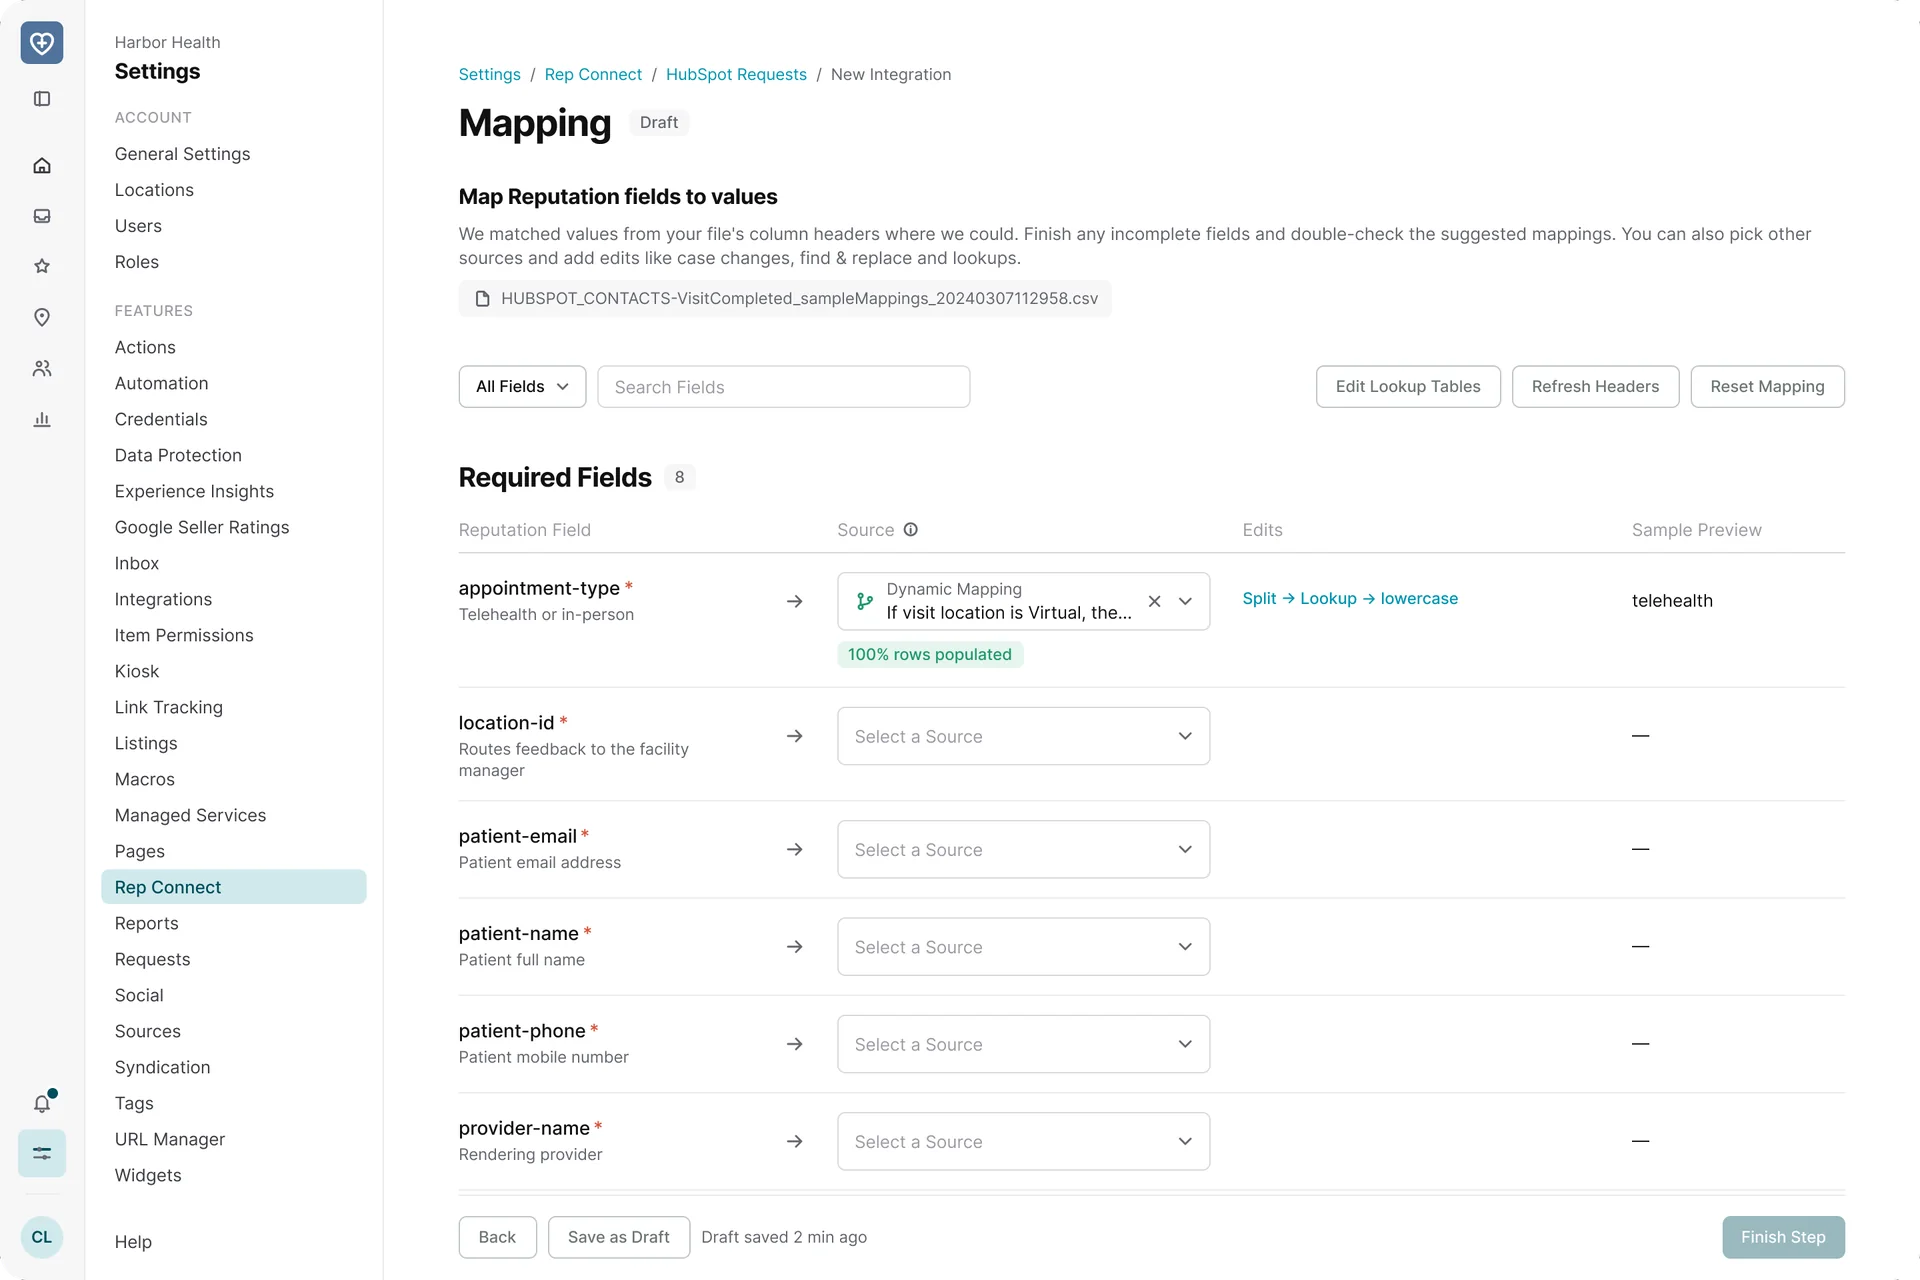 Harbor Health
Settings
ACCOUNT
General Settings
Locations
Users
Roles
FEATURES
Actions
Automation
Credentials
Data Protection
Experience Insights
Google Seller Ratings
Inbox
Integrations
Item Permissions
Kiosk
Link Tracking
Listings
Macros
Managed Services
Pages
Rep Connect
Reports
Requests
Social
Sources
Syndication
Tags
URL Manager
Widgets
Help
CL
Settings / Rep Connect / HubSpot Requests / New Integration
Mapping Draft
Map Reputation fields to values
We matched values from your file's column headers where we could. Finish any incomplete fields and double-check the suggested mappings. You can also pick other
sources and add edits like case changes, find & replace and lookups.
HUBSPOT_CONTACTS-VisitCompleted_sampleMappings_20240307112958.csv
All Fields Search Fields Edit Lookup Tables Refresh Headers Reset Mapping
Required Fields 8
Reputation Field Source Edits Sample Preview
appointment-type *
Telehealth or in-person
Dynamic Mapping
If visit location is Virtual, the...
100% rows populated
Split → Lookup → lowercase
telehealth
location-id *
Routes feedback to the facility
manager
Select a Source
—
patient-email *
Patient email address
Select a Source
—
patient-name *
Patient full name
Select a Source
—
patient-phone *
Patient mobile number
Select a Source
—
provider-name *
Rendering provider
Select a Source
—
Back Save as Draft Draft saved 2 min ago Finish Step